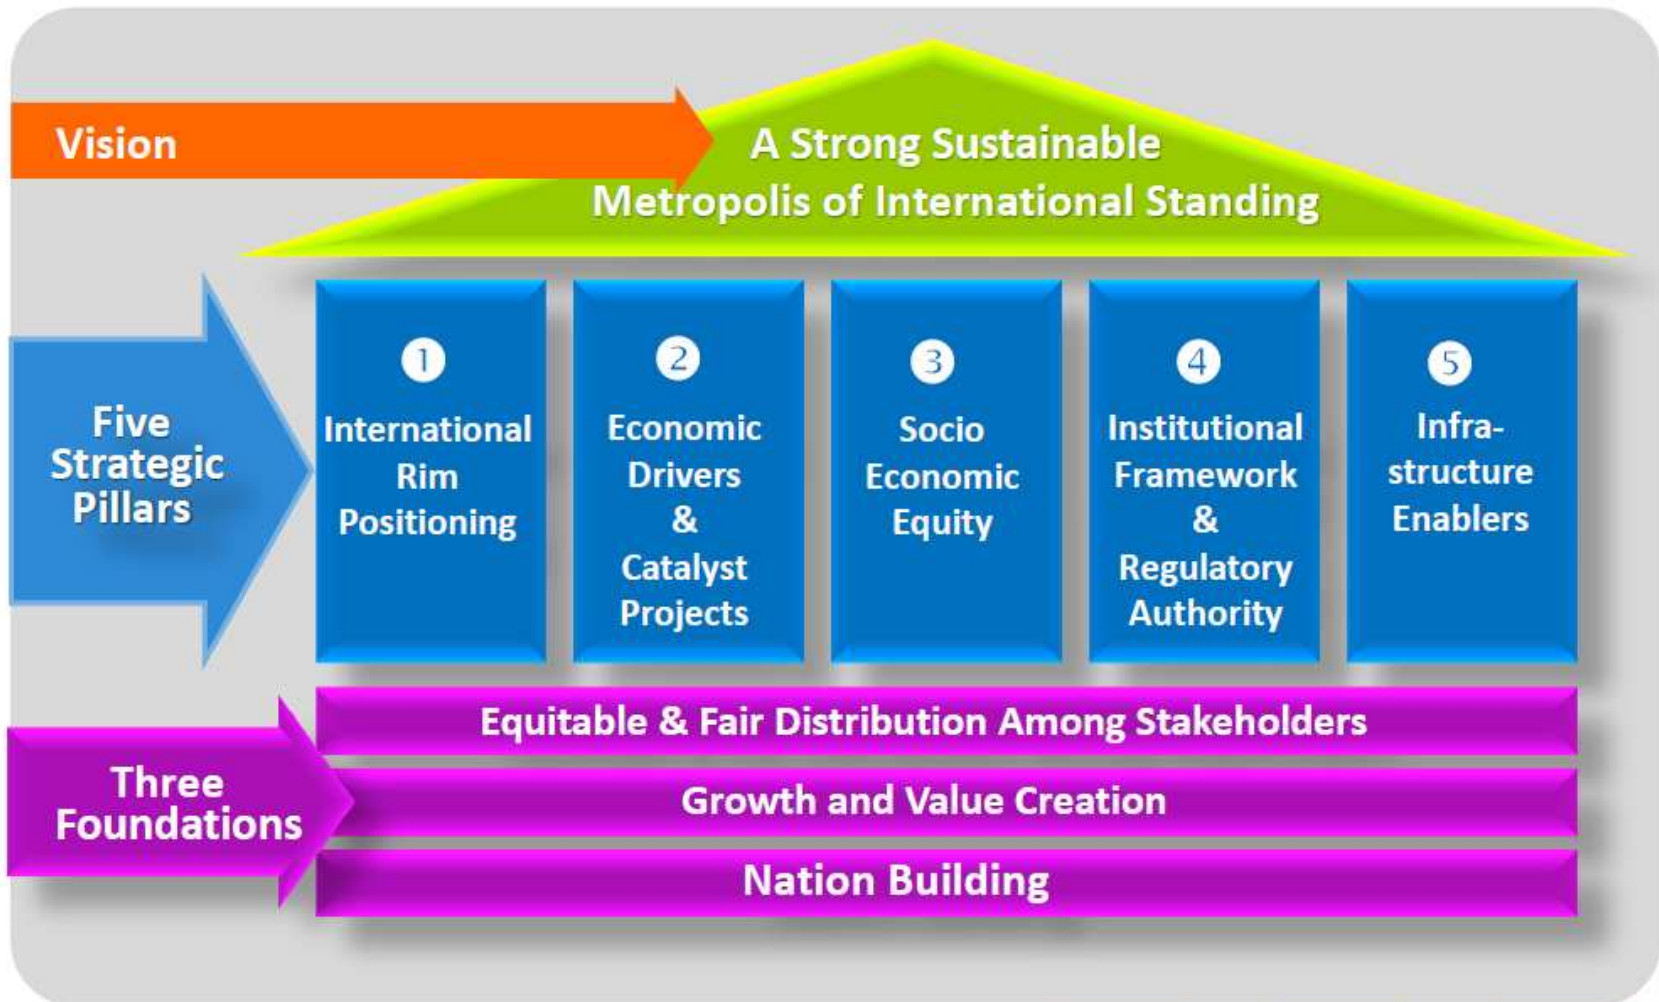 Vision
A Strong Sustainable
Metropolis of International Standing
Five
Strategic
Pillars
1
International
Rim
Positioning
2
Economic
Drivers
&
Catalyst
Projects
3
Socio
Economic
Equity
4
Institutional
Framework
&
Regulatory
Authority
5
Infra-
structure
Enablers
Three
Foundations
Equitable & Fair Distribution Among Stakeholders
Growth and Value Creation
Nation Building